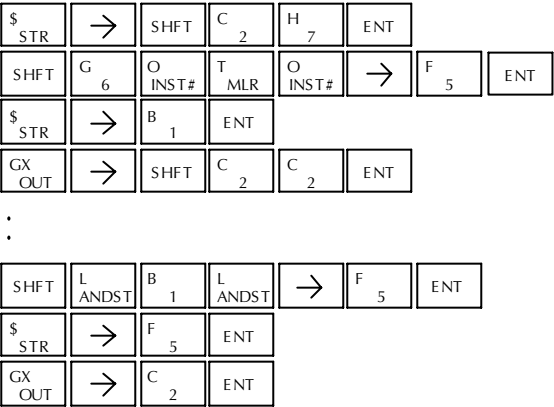 $ STR → SHFT C 2 H 7 ENT
SHFT G 6 O INST# T MLR O INST# → F 5 ENT
$ STR → B 1 ENT
GX OUT → SHFT C 2 C 2 ENT
:
SHFT L ANDST B 1 L ANDST → F 5 ENT
$ STR → F 5 ENT
GX OUT → C 2 ENT